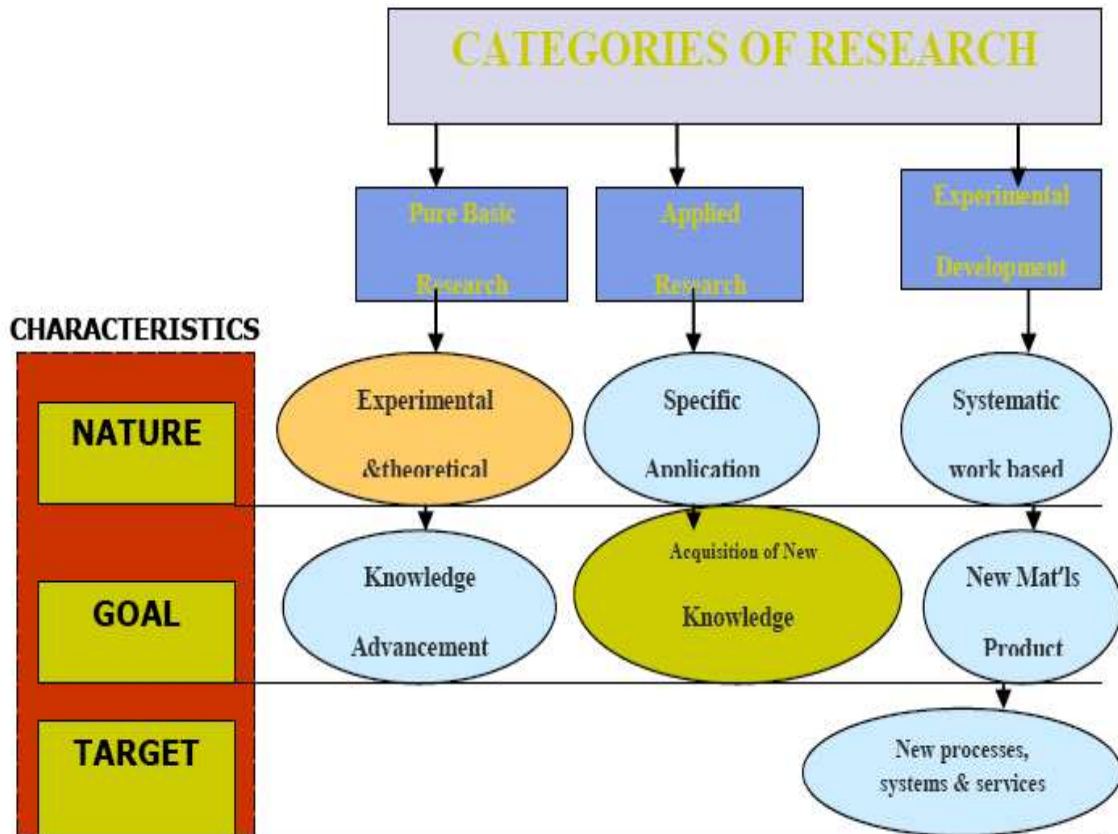 CATEGORIES OF RESEARCH
Pure Basic
Research
Applied
Research
Experimental
Development
CHARACTERISTICS
NATURE
Experimental
&theoretical
Specific
Application
Systematic
work based
GOAL
Knowledge
Advancement
Acquisition of New
Knowledge
New Mat'ls
Product
TARGET
New processes,
systems & services